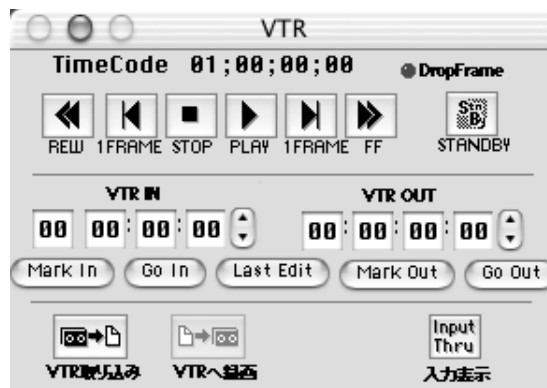 VTR
TimeCode 01;00;00;00 DropFrame
REW 1FRAME STOP PLAY 1FRAME FF
Stn By STANDBY
VTR IN VTR OUT
00 00:00:00 00:00:00:00
Mark In Go In Last Edit Mark Out Go Out
Input Thru
VTR取り込み VTRへ録画 入力表示